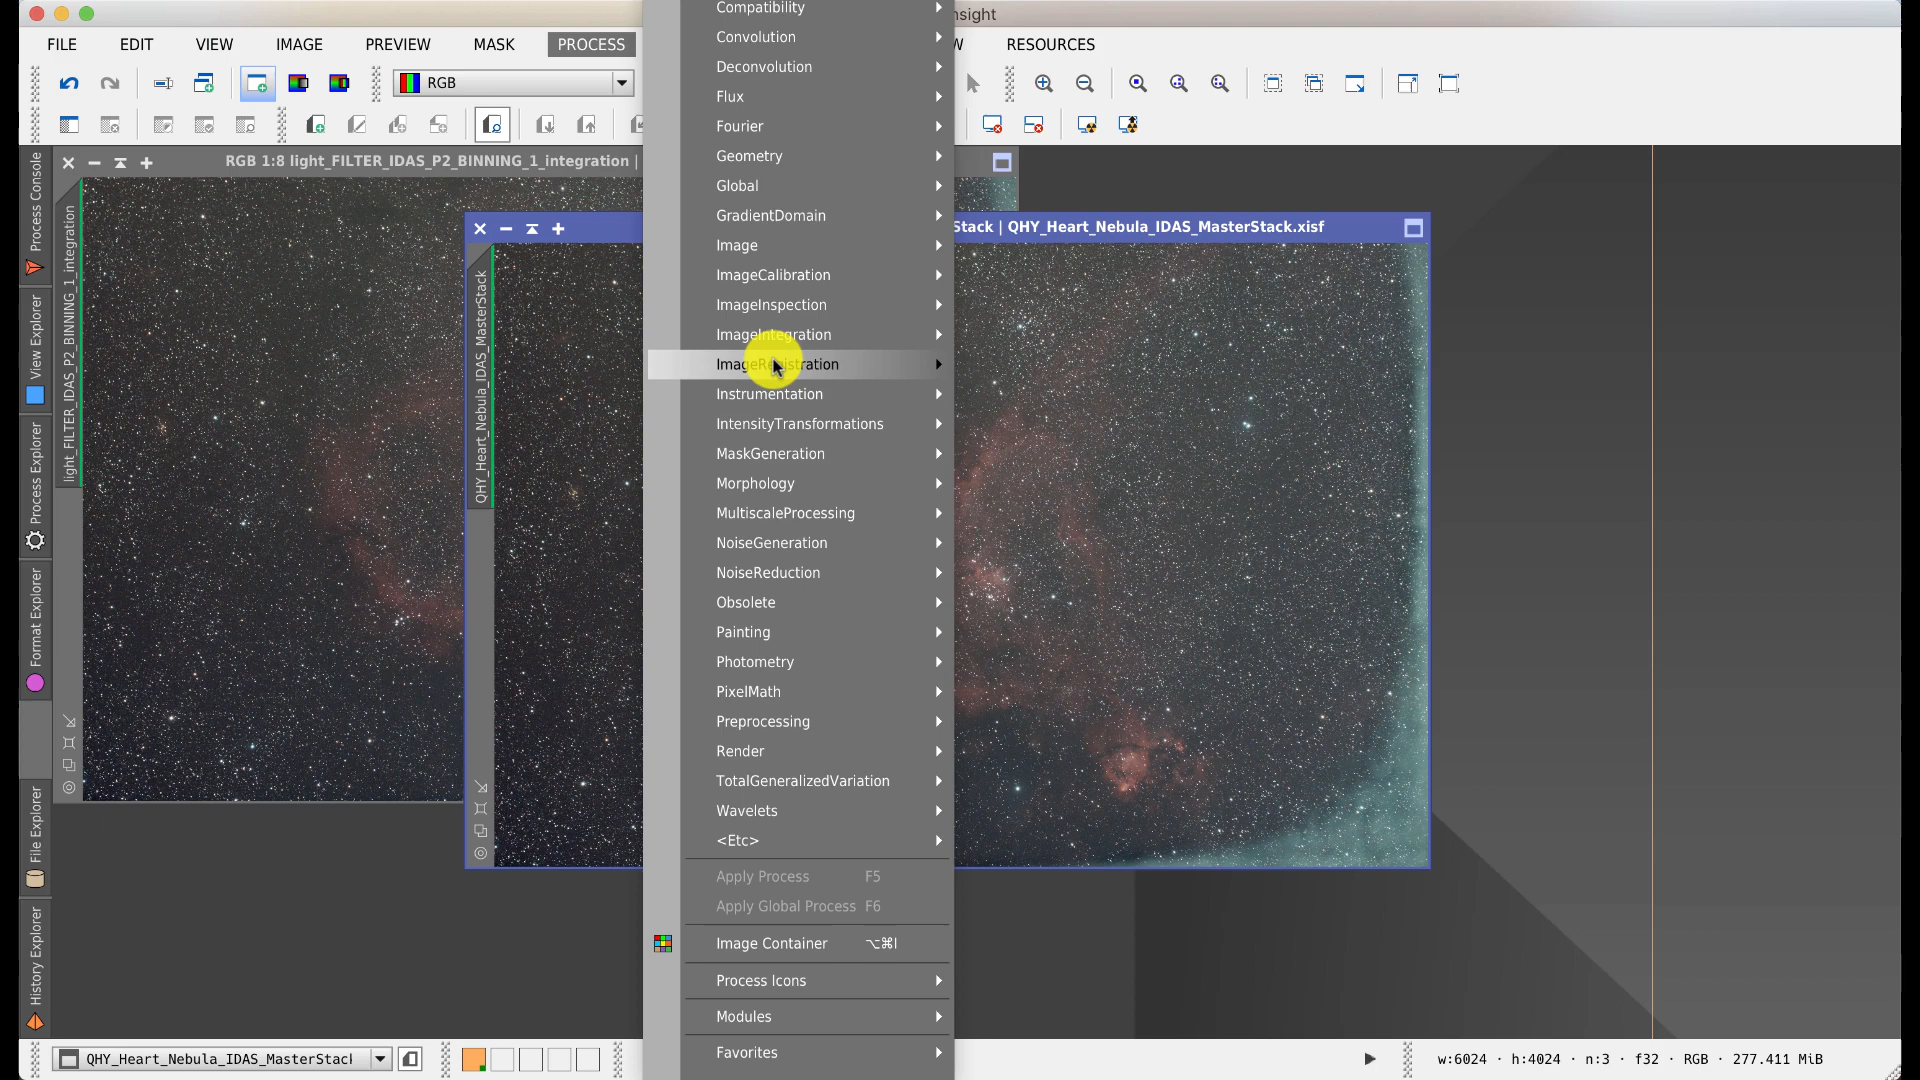 nsight
FILE
EDIT
VIEW
IMAGE
PREVIEW
MASK
PROCESS
W
RESOURCES
RGB
RGB 1:8 light_FILTER_IDAS_P2_BINNING_1_integration |
Stack | QHY_Heart_Nebula_IDAS_MasterStack.xisf
Process Console
View Explorer
Process Explorer
Format Explorer
File Explorer
History Explorer
light_FILTER_IDAS_P2_BINNING_1_integration
QHY_Heart_Nebula_IDAS_MasterStack
Compatibility
Convolution
Deconvolution
Flux
Fourier
Geometry
Global
GradientDomain
Image
ImageCalibration
ImageInspection
ImageIntegration
ImageRegistration
Instrumentation
IntensityTransformations
MaskGeneration
Morphology
MultiscaleProcessing
NoiseGeneration
NoiseReduction
Obsolete
Painting
Photometry
PixelMath
Preprocessing
Render
TotalGeneralizedVariation
Wavelets
<Etc>
Apply Process F5
Apply Global Process F6
Image Container ⌥⌘I
Process Icons
Modules
Favorites
QHY_Heart_Nebula_IDAS_MasterStack
w:6024 · h:4024 · n:3 · f32 · RGB · 277.411 MiB